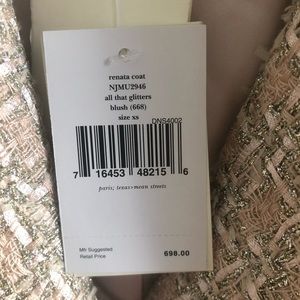 renata coat
NJMU2946
all that glitters
blush (668)
size xs
DNS4002
7 16453 48215 6
paris; texas>mean streets
Mfr Suggested
Retail Price
698.00